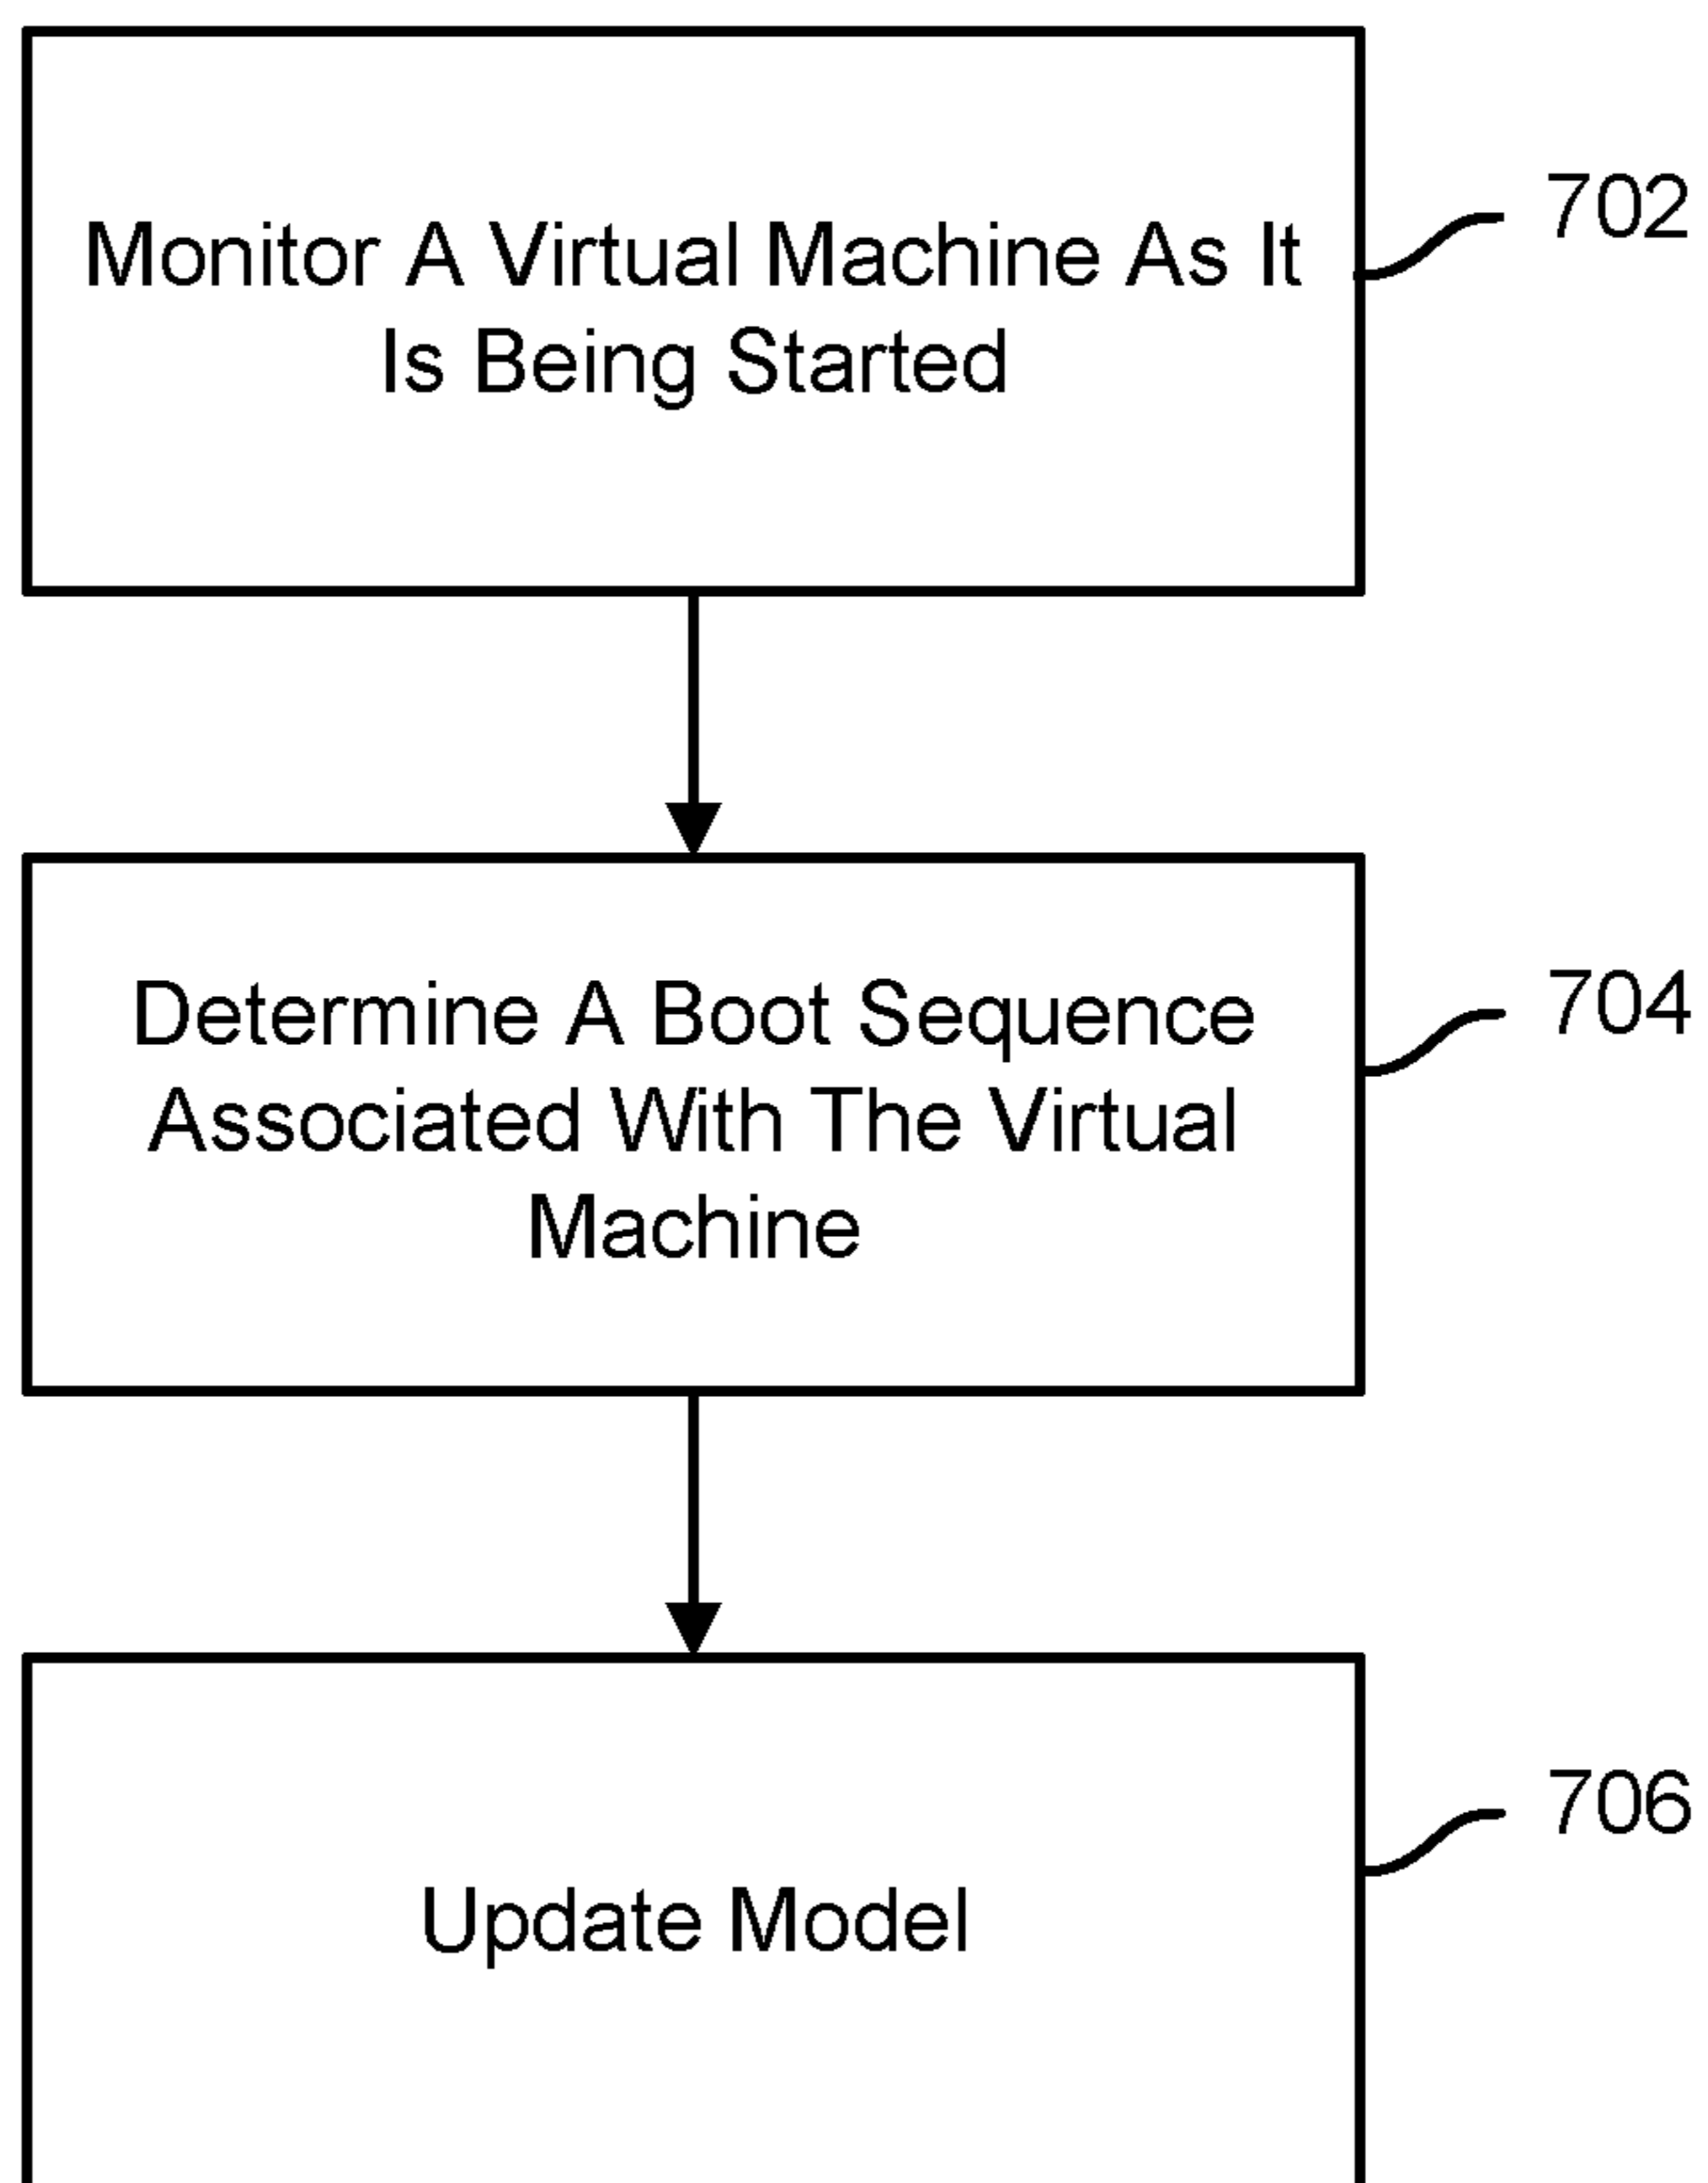 Monitor A Virtual Machine As It
Is Being Started
702
Determine A Boot Sequence
Associated With The Virtual
Machine
704
Update Model
706